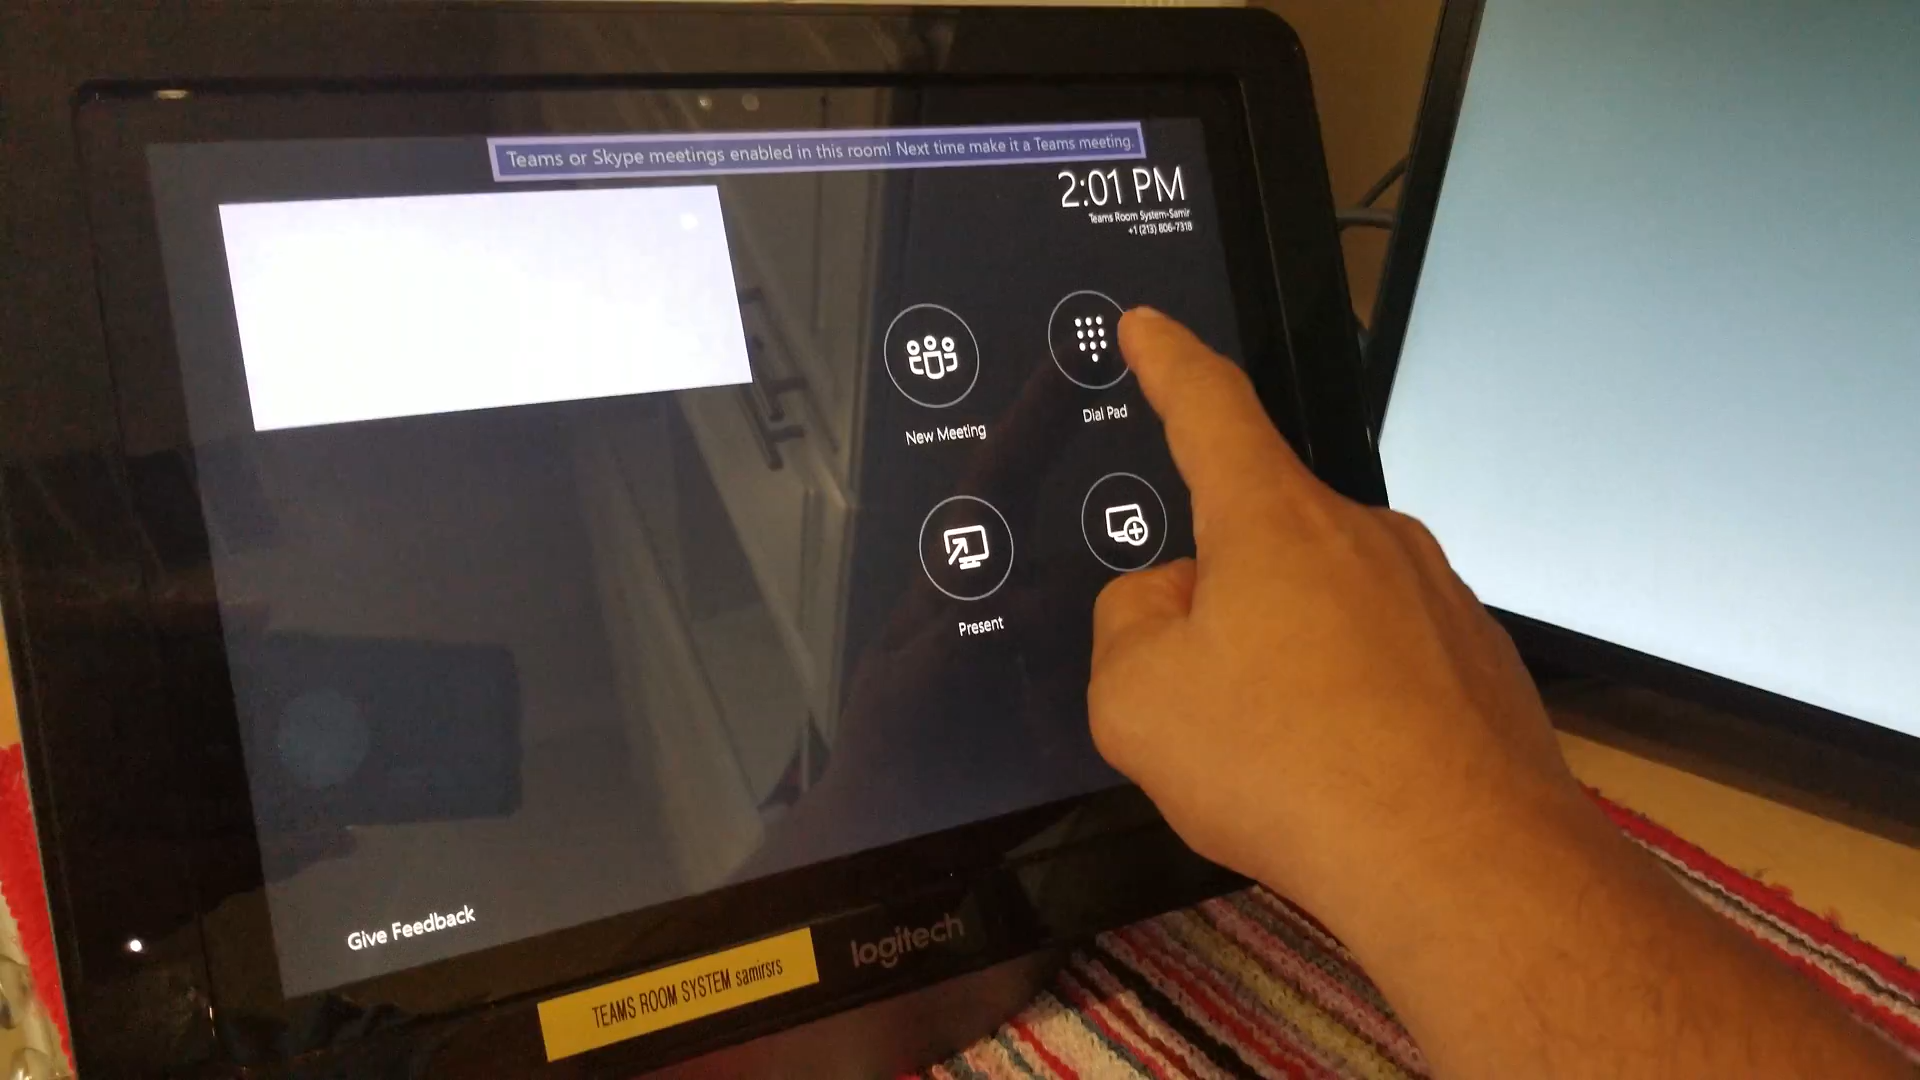 Teams or Skype meetings enabled in this room! Next time make it a Teams meeting.
2:01 PM
Teams Room System-Samir
+1 (213) 806-7318
New Meeting
Dial Pad
Present
Give Feedback
logitech
TEAMS ROOM SYSTEM samirsrs